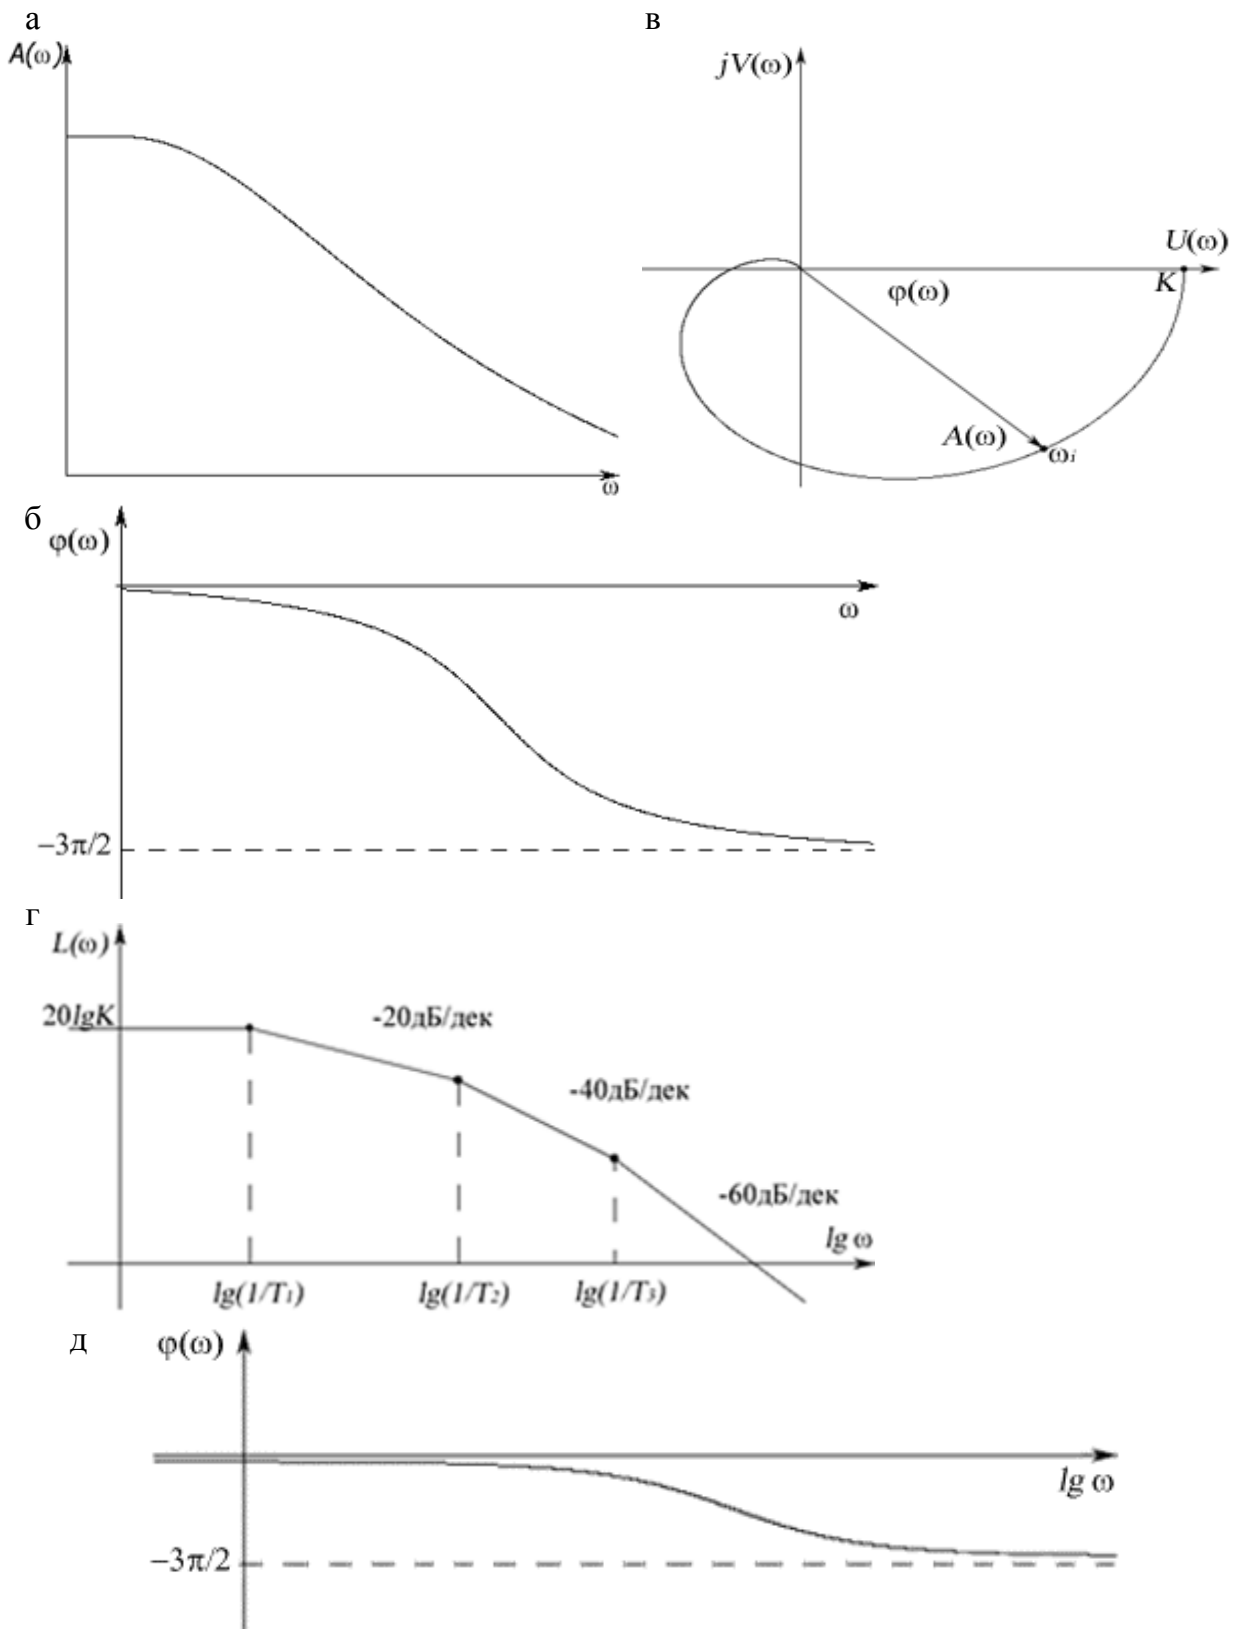 а
в
A(ω)
jV(ω)
U(ω)
K
φ(ω)
A(ω)
ωi
ω
б
φ(ω)
ω
−3π/2
г
L(ω)
20lgK
-20дБ/дек
-40дБ/дек
-60дБ/дек
lg ω
lg(1/T₁)
lg(1/T₂)
lg(1/T₃)
д
φ(ω)
lg ω
−3π/2